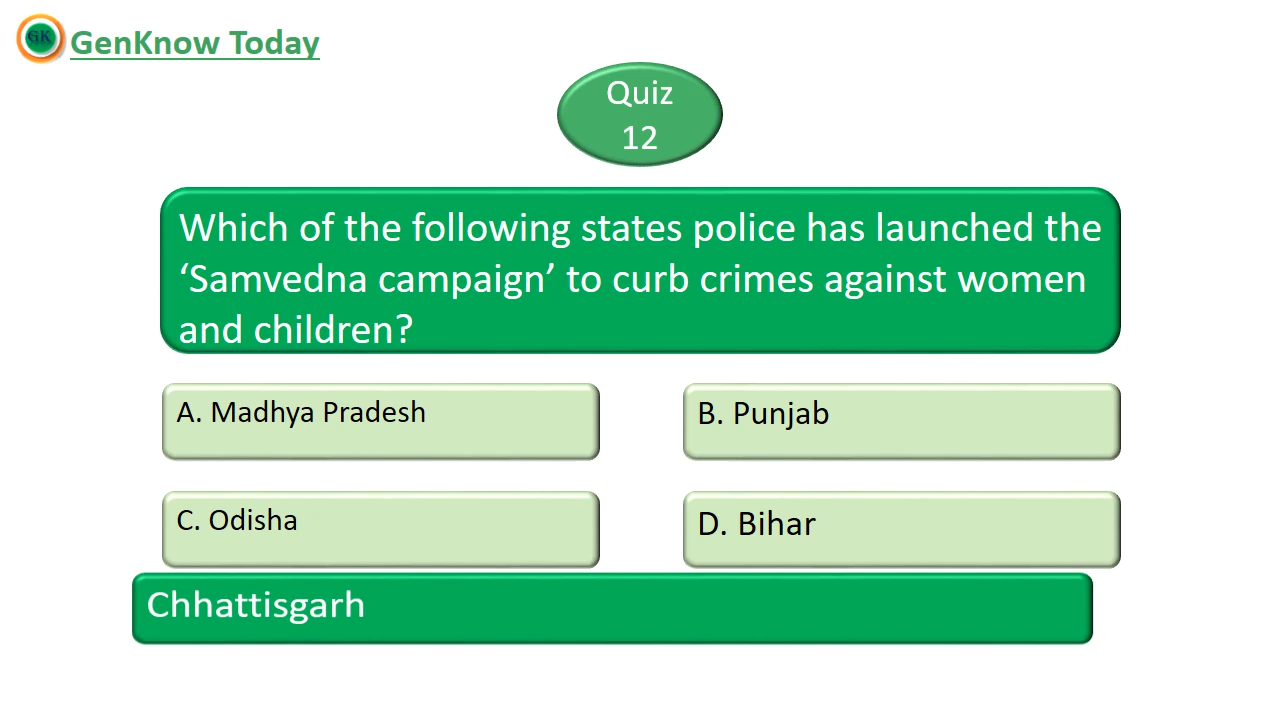 GK
GenKnow Today
Quiz
12
Which of the following states police has launched the
‘Samvedna campaign’ to curb crimes against women
and children?
A. Madhya Pradesh
B. Punjab
C. Odisha
D. Bihar
Chhattisgarh